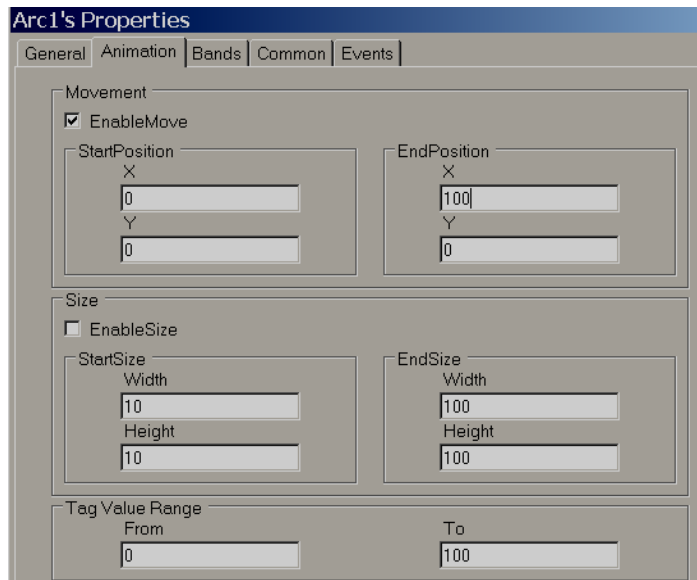 Arc1's Properties
General Animation Bands Common Events
Movement
EnableMove
StartPosition EndPosition
X X
0 100
Y Y
0 0
Size
EnableSize
StartSize EndSize
Width Width
10 100
Height Height
10 100
Tag Value Range
From To
0 100